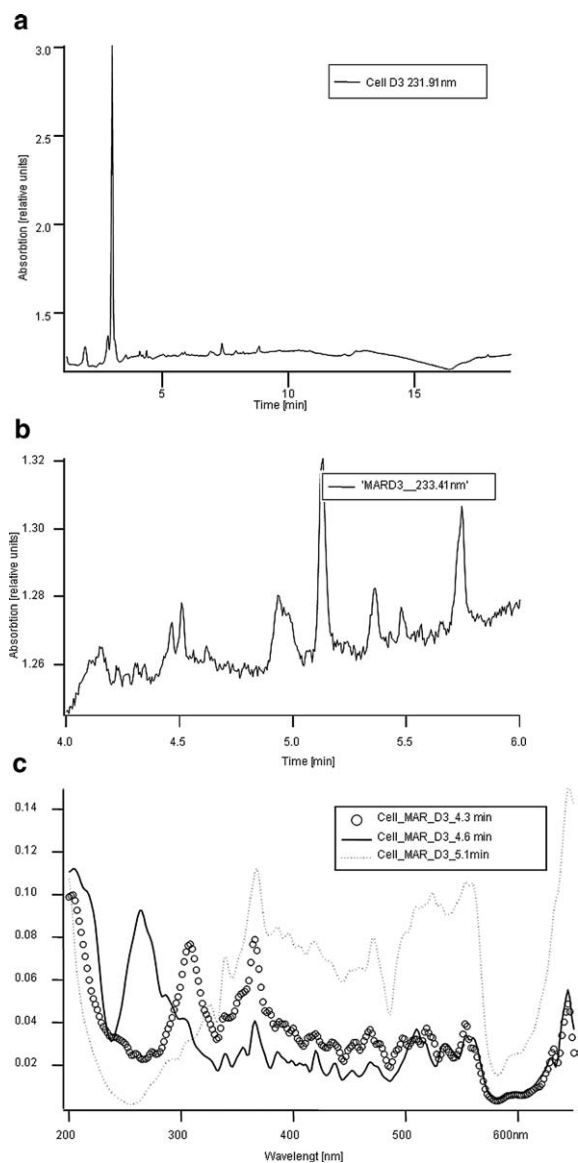 a
3.0
2.5
2.0
1.5
Absorbtion [relative units]
Cell D3 231.91nm
5
10
15
Time [min]
b
1.32
1.30
1.28
1.26
Absorbtion [relative units]
'MARD3__233.41nm'
4.0
4.5
5.0
5.5
6.0
Time [min]
c
0.14
0.12
0.10
0.08
0.06
0.04
0.02
Cell_MAR_D3_4.3 min
Cell_MAR_D3_4.6 min
Cell_MAR_D3_5.1min
200
300
400
500
600nm
Wavelengt [nm]